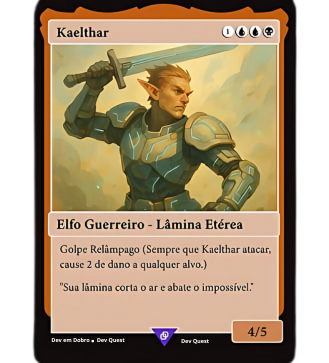 Kaelthar
1
Elfo Guerreiro - Lâmina Etérea
Golpe Relâmpago (Sempre que Kaelthar atacar,
cause 2 de dano a qualquer alvo.)
"Sua lâmina corta o ar e abate o impossível."
4/5
Dev em Dobro • Dev Quest
Dev Quest